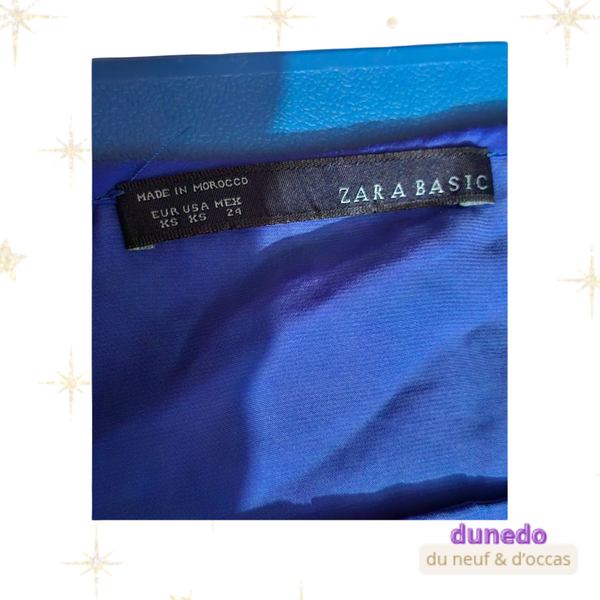 MADE IN MOROCCO
EUR USA MEX
XS XS 24
ZARA BASIC
dunedo
du neuf & d'occas